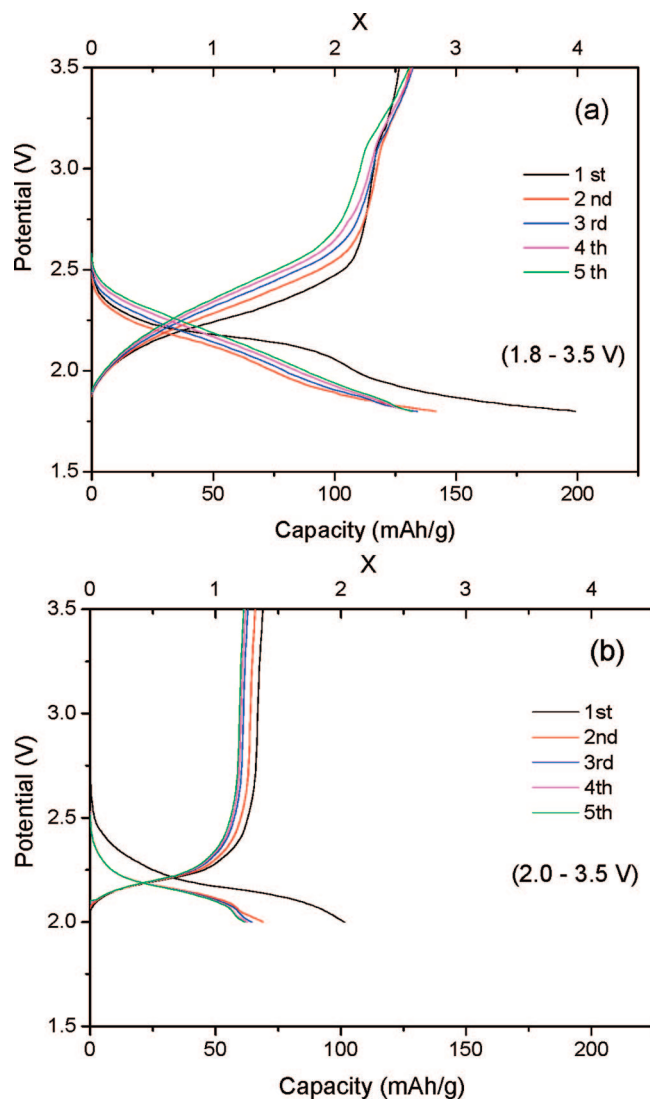 X
0 1 2 3 4
3.5
(a)
1 st
3.0
2 nd
3 rd
4 th
Potential (V)
2.5
5 th
(1.8 - 3.5 V)
2.0
1.5
0 50 100 150 200
Capacity (mAh/g)
X
0 1 2 3 4
3.5
(b)
1st
3.0
2nd
3rd
4th
Potential (V)
2.5
5th
(2.0 - 3.5 V)
2.0
1.5
0 50 100 150 200
Capacity (mAh/g)